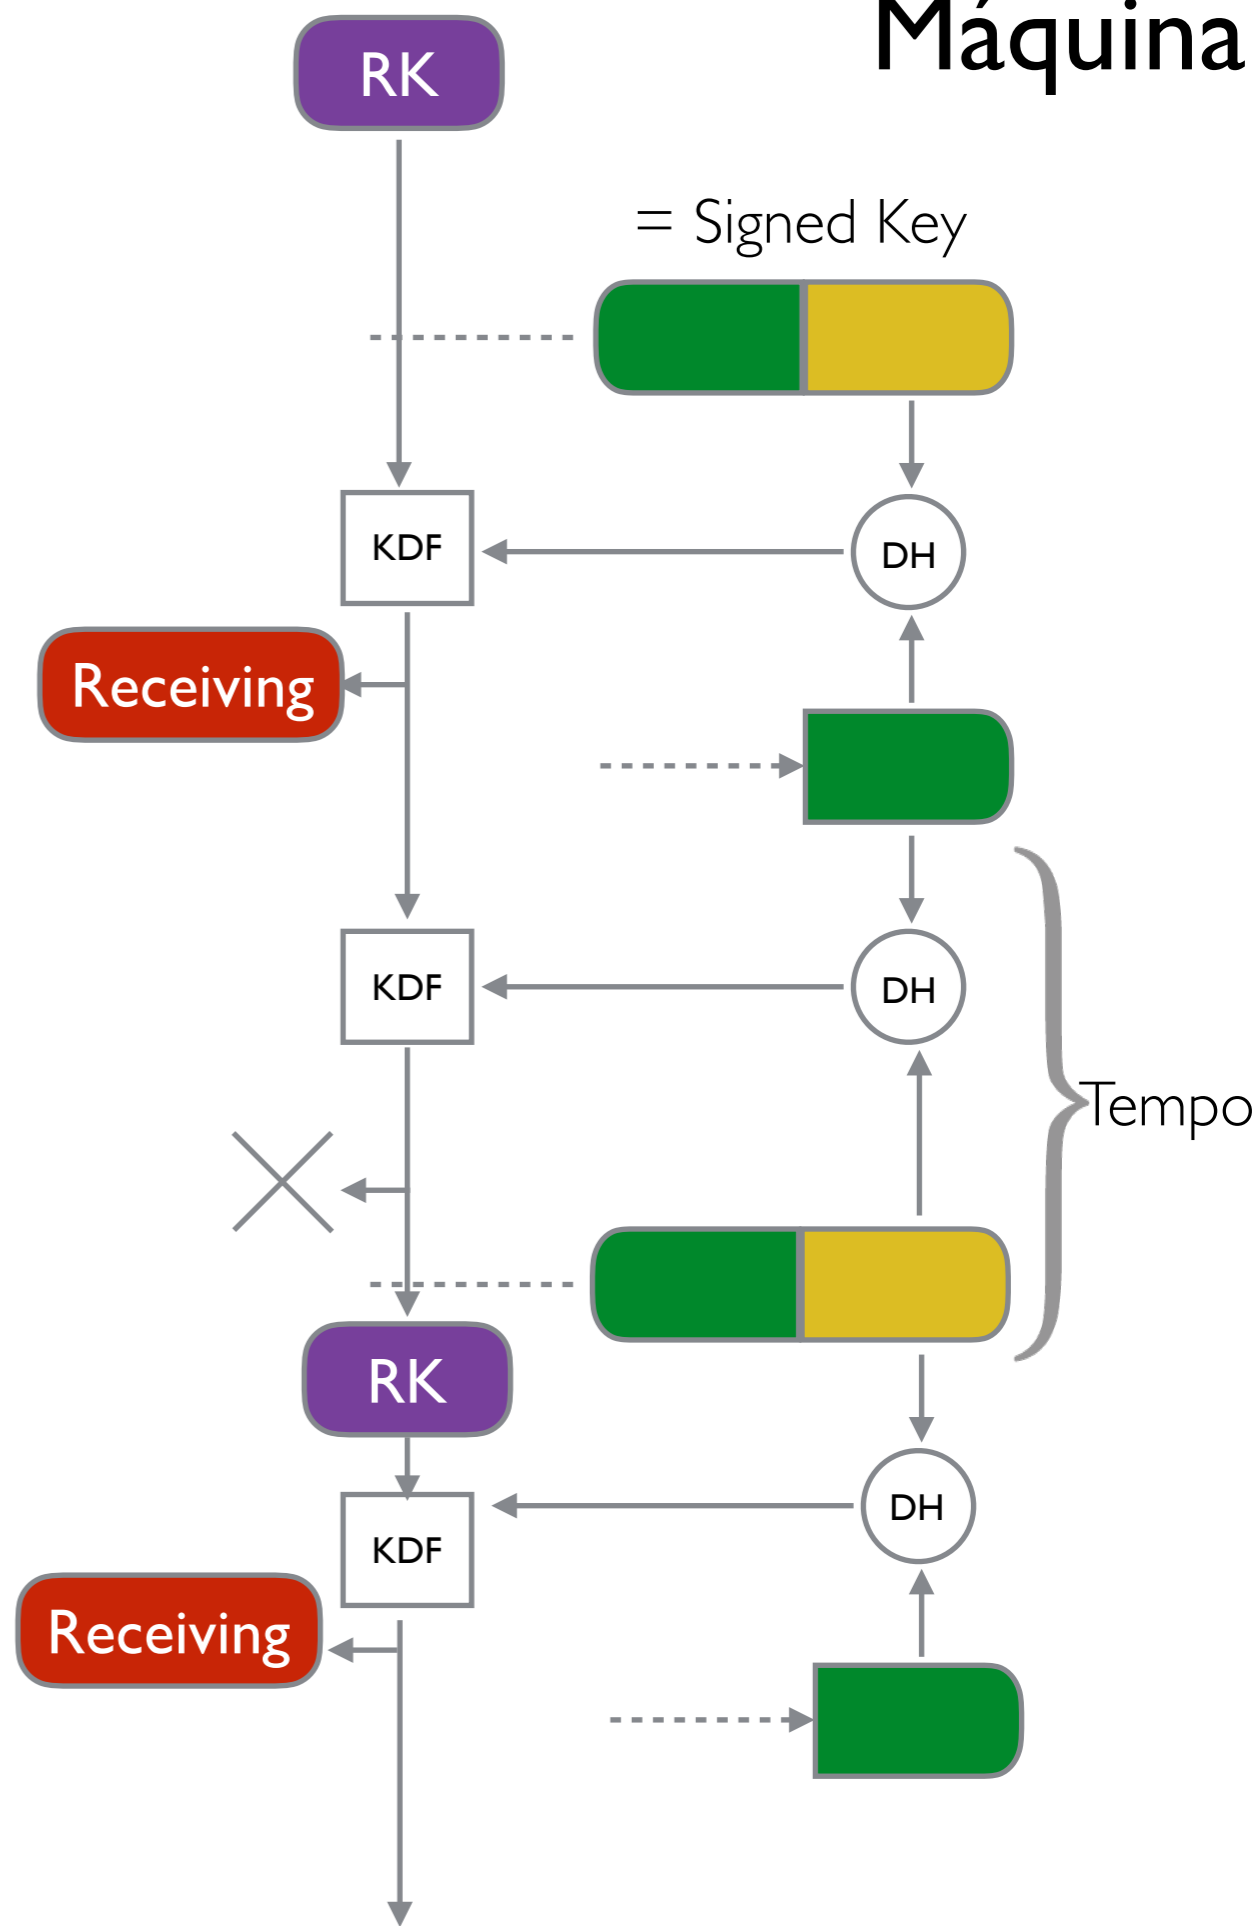 Máquina
RK
= Signed Key
KDF
DH
Receiving
KDF
DH
Tempo
RK
DH
KDF
Receiving